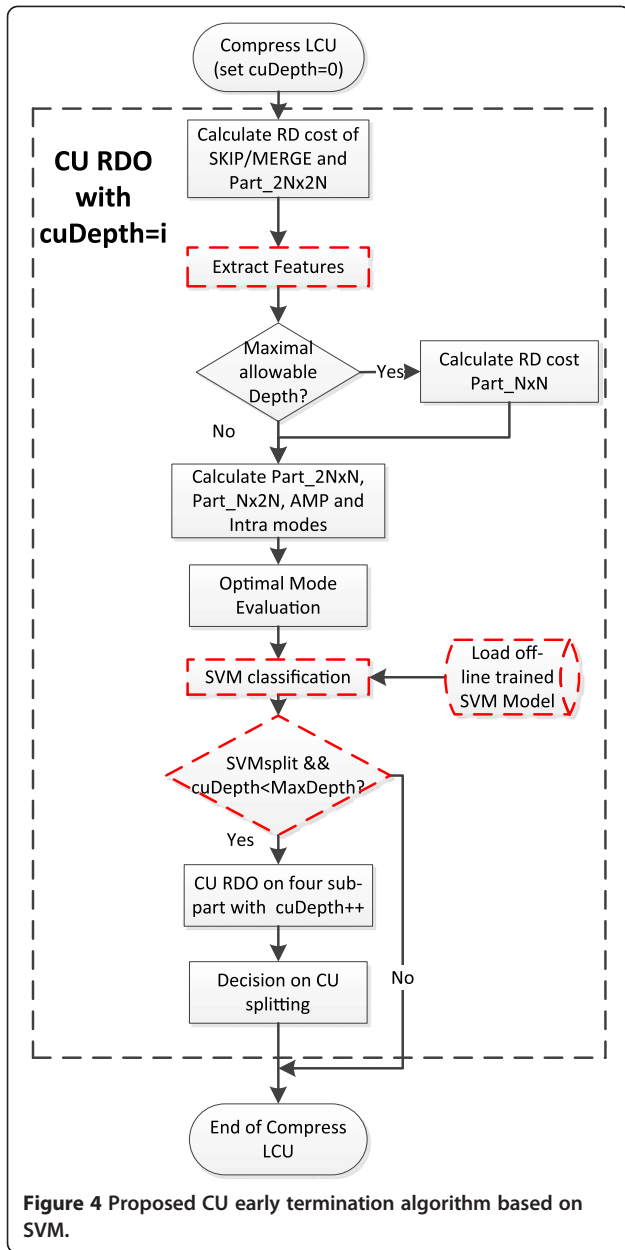 Compress LCU
(set cuDepth=0)
CU RDO
with
cuDepth=i
Calculate RD cost of
SKIP/MERGE and
Part_2Nx2N
Extract Features
Maximal
allowable
Depth?
Yes
Calculate RD cost
Part_NxN
No
Calculate Part_2NxN,
Part_Nx2N, AMP and
Intra modes
Optimal Mode
Evaluation
SVM classification
Load off-
line trained
SVM Model
SVMsplit &&
cuDepth<MaxDepth?
Yes
CU RDO on four sub-
part with cuDepth++
No
Decision on CU
splitting
End of Compress
LCU
Figure 4 Proposed CU early termination algorithm based on
SVM.